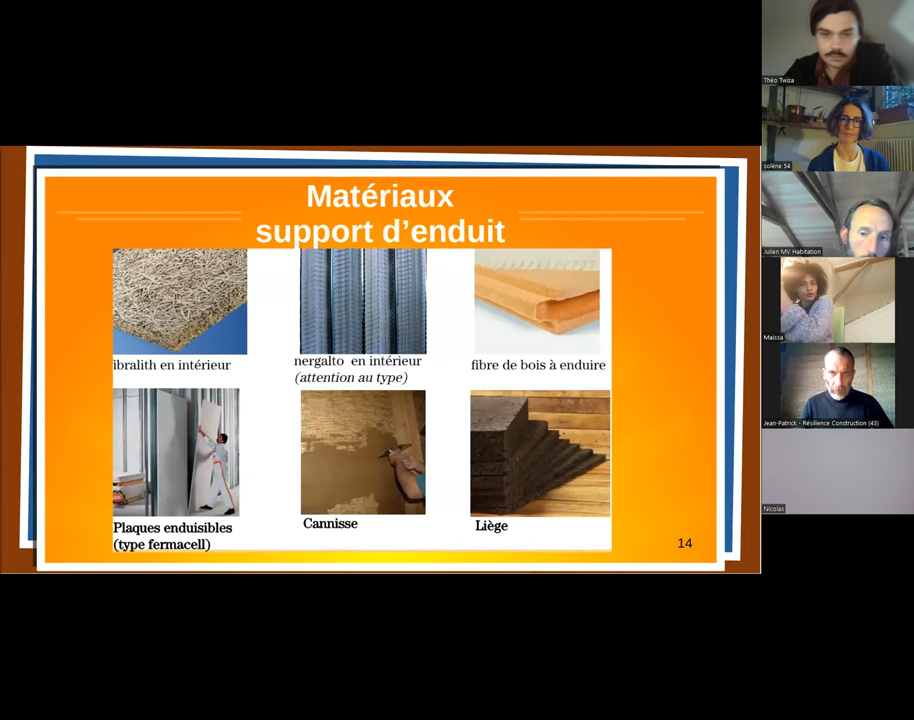 Matériaux
support d’enduit
ibralith en intérieur
nergalto en intérieur
(attention au type)
fibre de bois à enduire
Plaques enduisibles
(type fermacell)
Cannisse
Liège
14
Théo Twiza
solène 54
Julien MV Habitation
Maissa
Jean-Patrick - Résilience Construction (43)
Nicolas